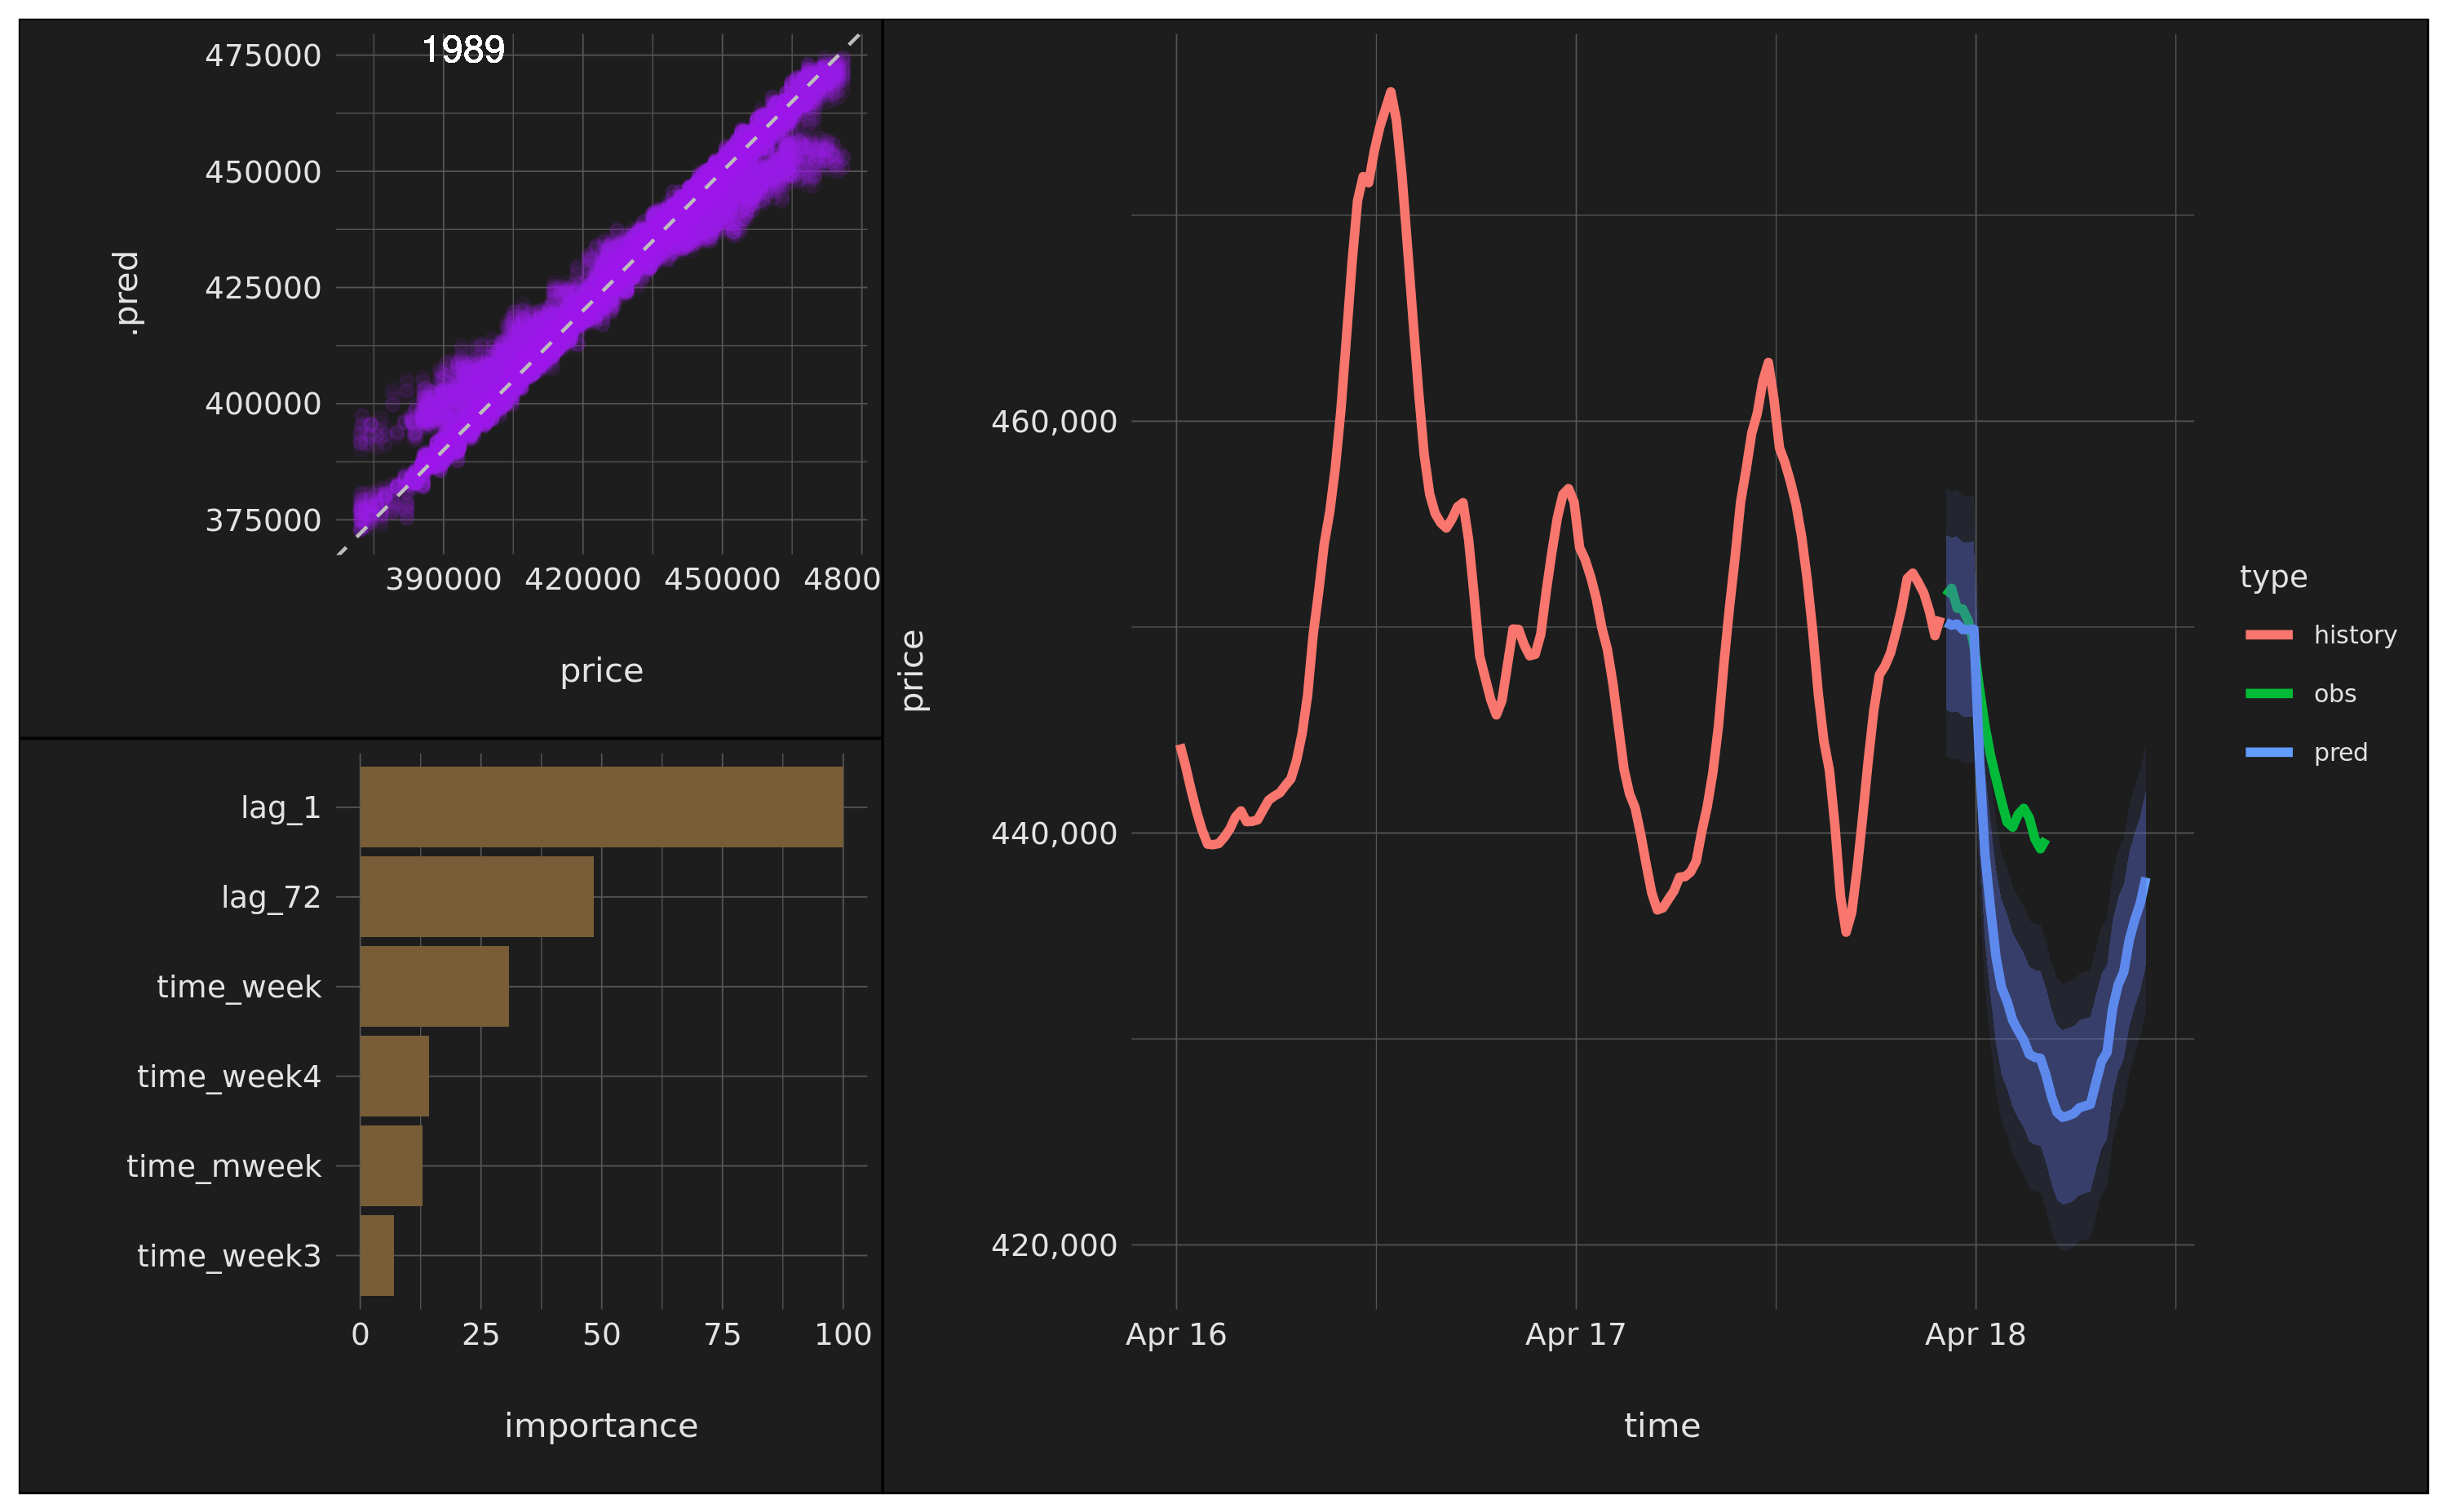 1989
475000
450000
425000
400000
375000
.pred
390000 420000 450000 4800
price
lag_1
lag_72
time_week
time_week4
time_mweek
time_week3
0 25 50 75 100
importance
460,000
440,000
420,000
price
Apr 16 Apr 17 Apr 18
time
type
history
obs
pred